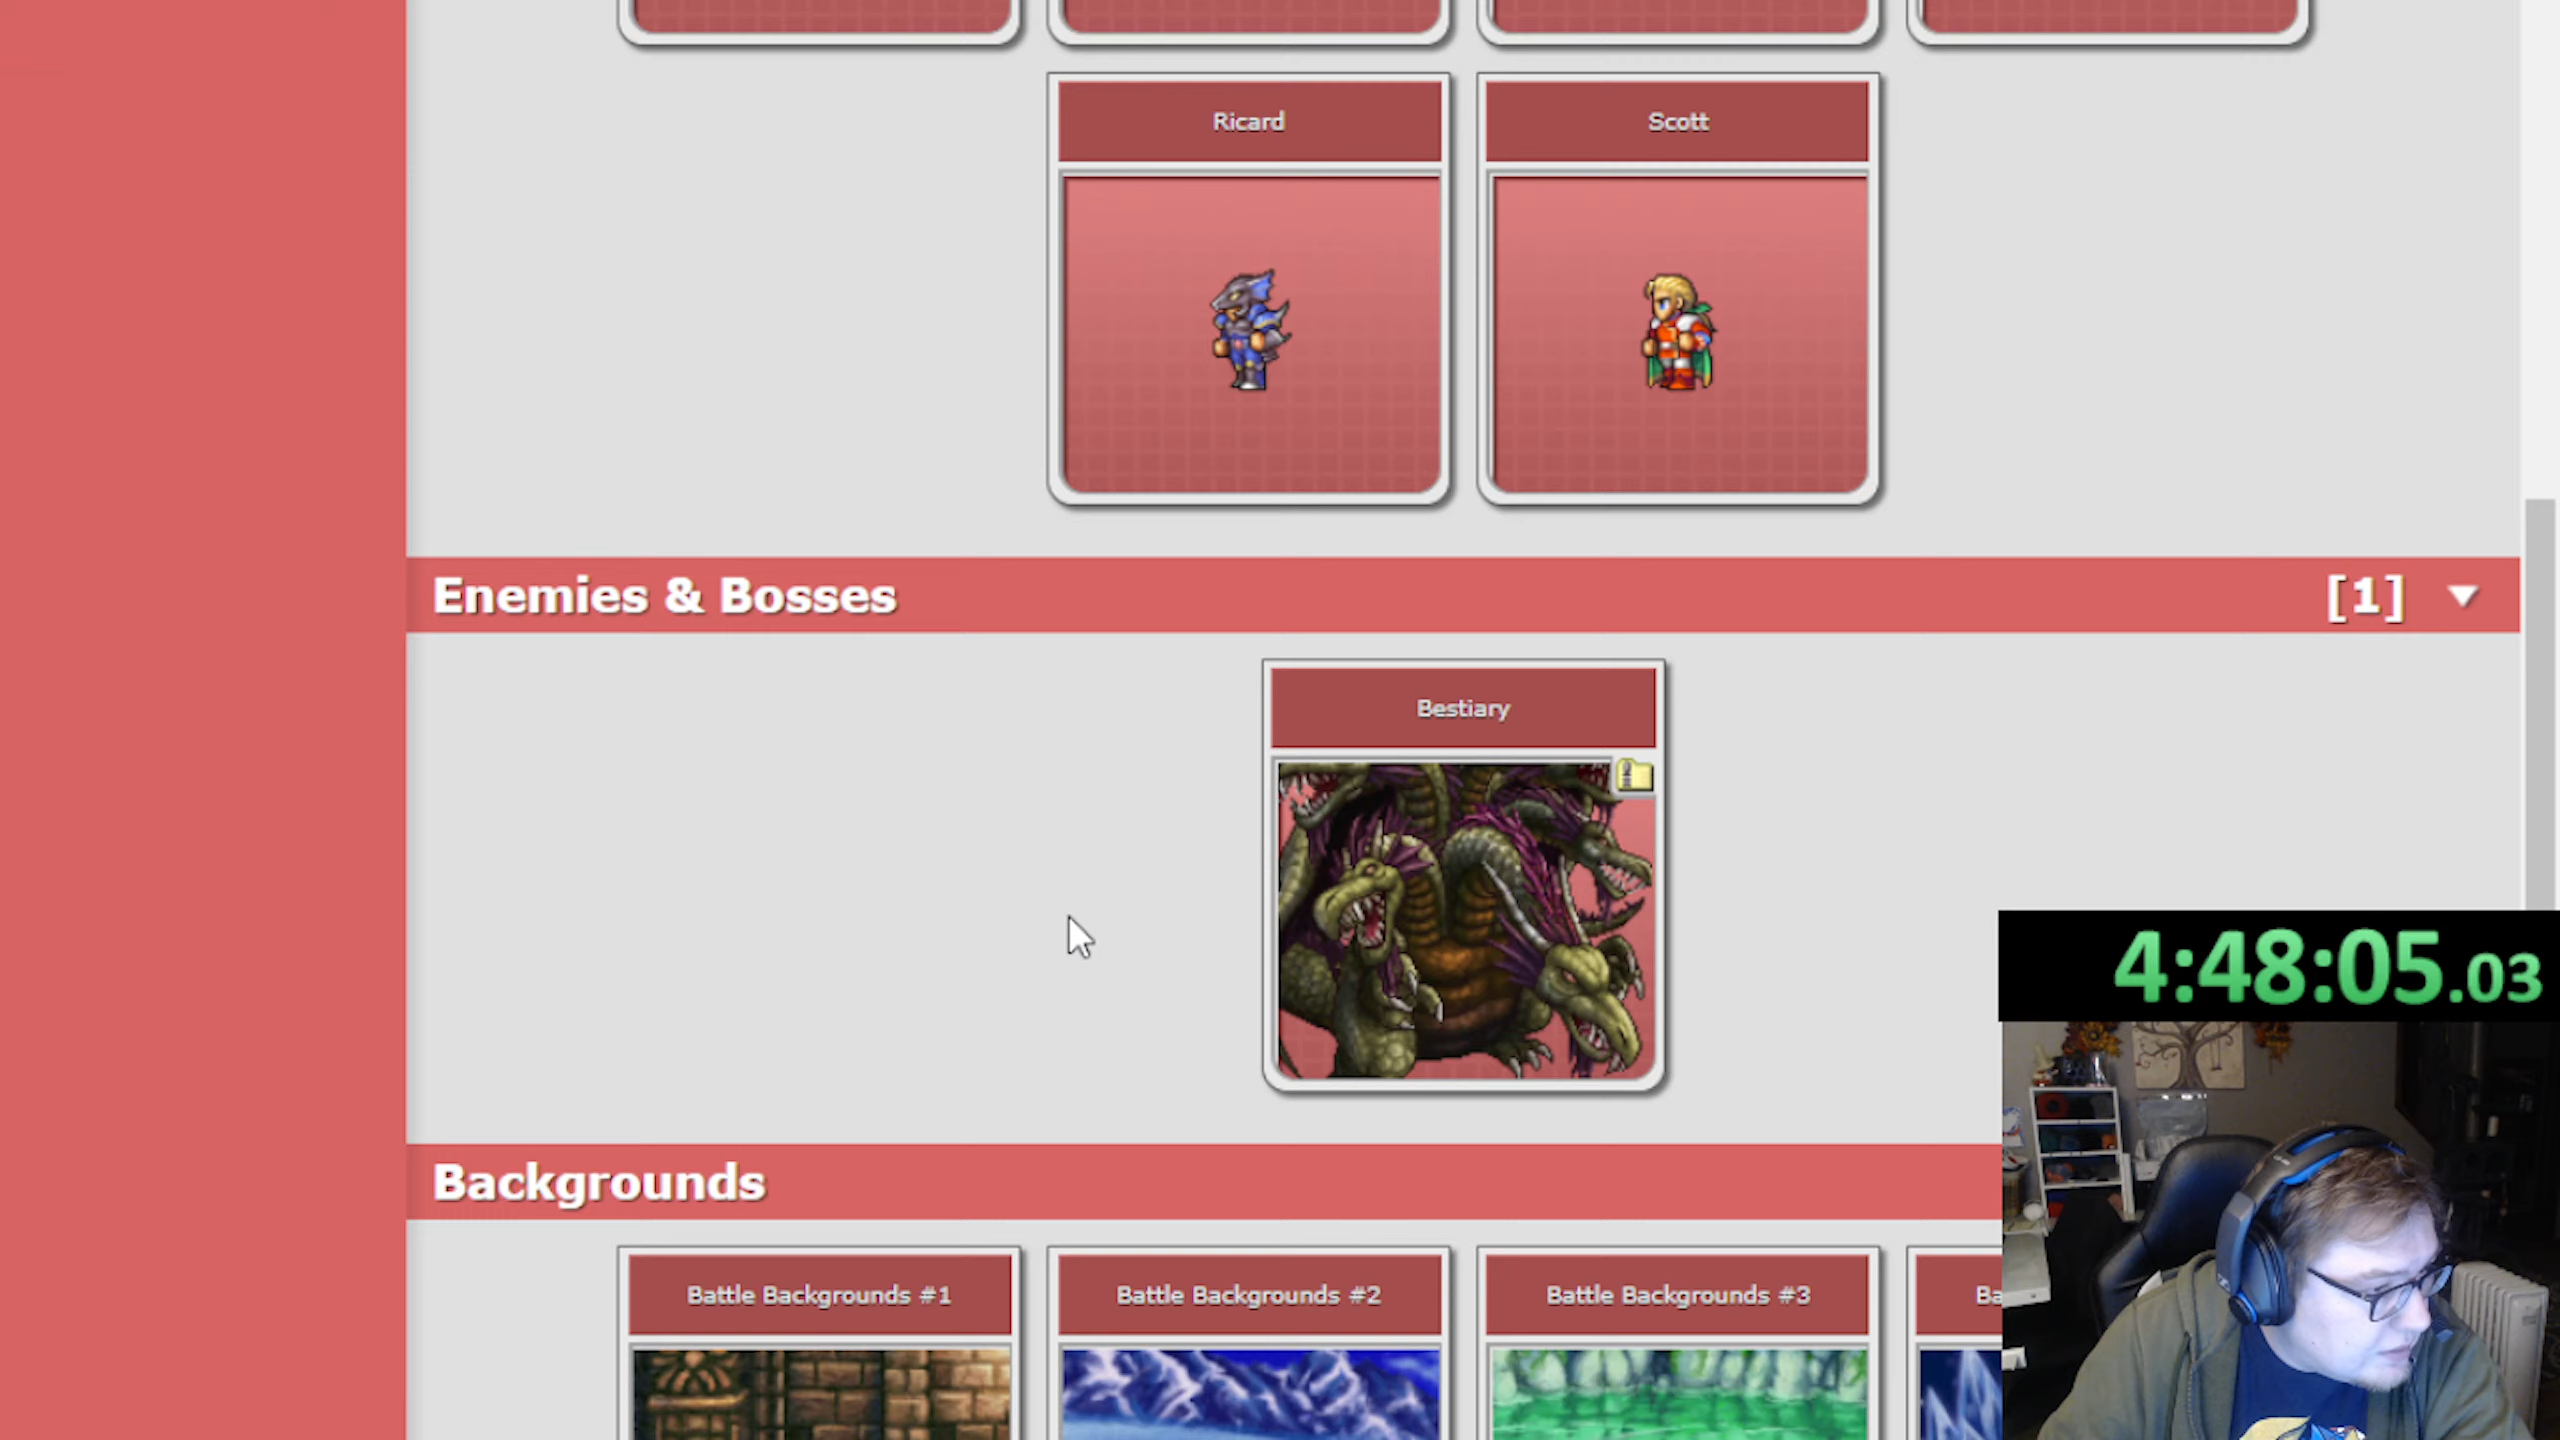 Ricard
Scott
Enemies & Bosses
[1]
Bestiary
4:48:05.03
Backgrounds
Battle Backgrounds #1
Battle Backgrounds #2
Battle Backgrounds #3
Ba